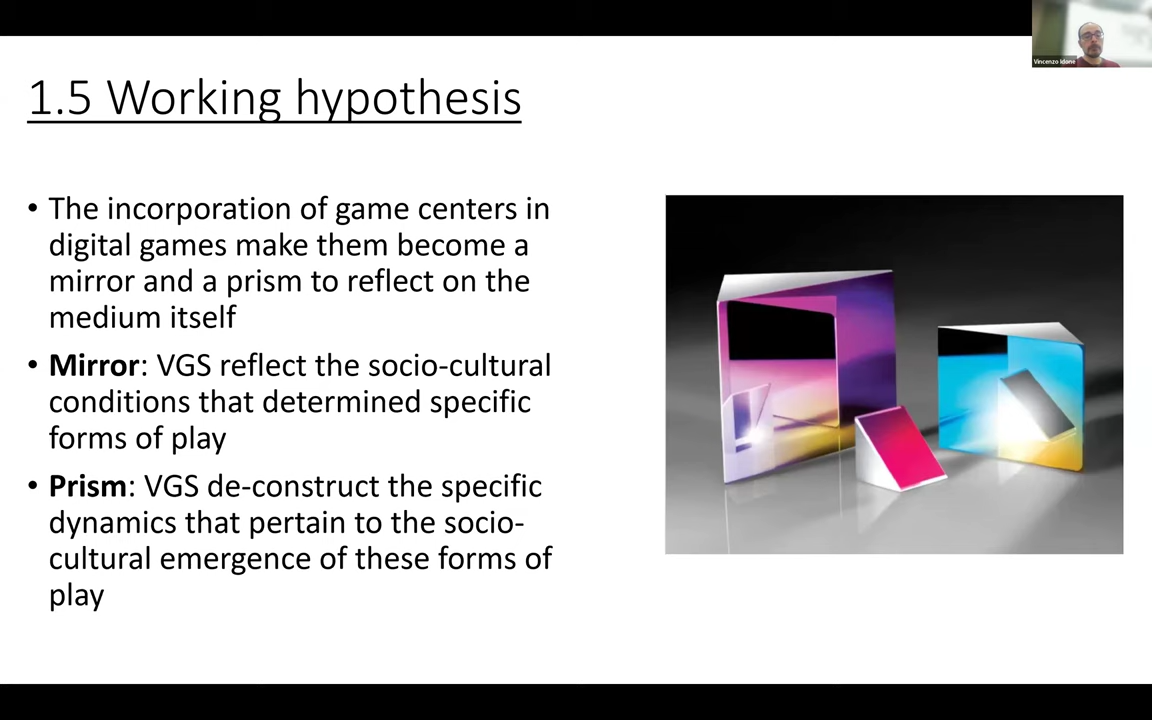 Vincenzo Idone
1.5 Working hypothesis
• The incorporation of game centers in
digital games make them become a
mirror and a prism to reflect on the
medium itself
• Mirror: VGS reflect the socio-cultural
conditions that determined specific
forms of play
• Prism: VGS de-construct the specific
dynamics that pertain to the socio-
cultural emergence of these forms of
play